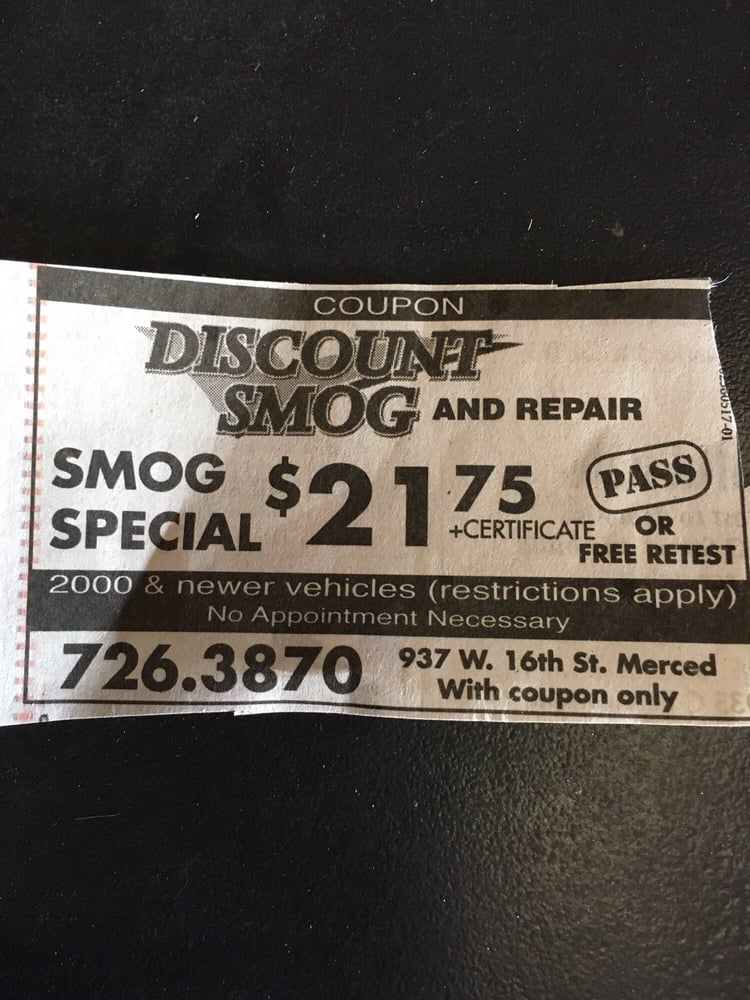 COUPON
DISCOUNT
SMOG AND REPAIR
SMOG SPECIAL $21 75 +CERTIFICATE
PASS
OR
FREE RETEST
2000 & newer vehicles (restrictions apply)
No Appointment Necessary
726.3870
937 W. 16th St. Merced
With coupon only